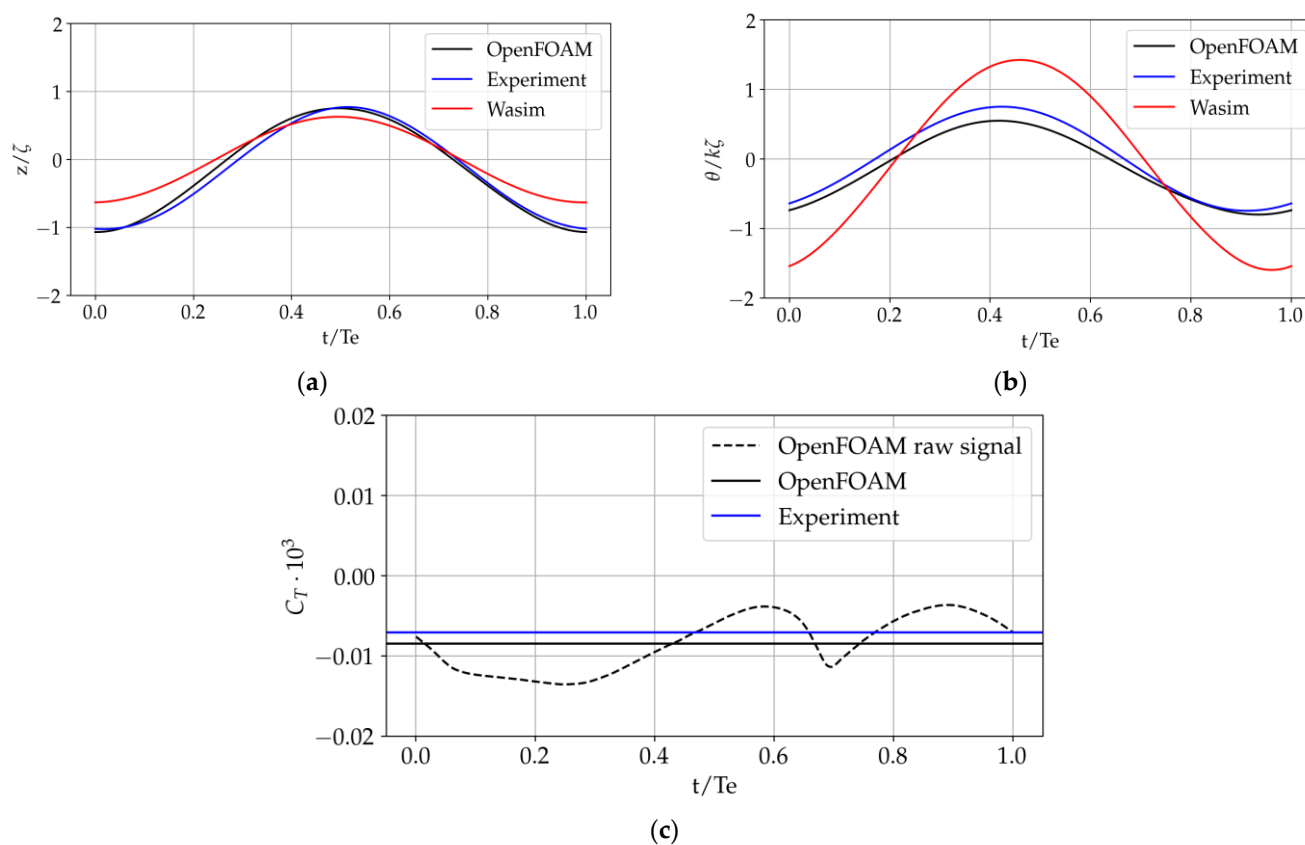 2
1
0
−1
−2
z/ζ
0.0 0.2 0.4 0.6 0.8 1.0
t/Te
OpenFOAM
Experiment
Wasim
(a)
2
1
0
−1
−2
θ/kζ
0.0 0.2 0.4 0.6 0.8 1.0
t/Te
OpenFOAM
Experiment
Wasim
(b)
0.02
0.01
0.00
−0.01
−0.02
C_T · 10³
0.0 0.2 0.4 0.6 0.8 1.0
t/Te
OpenFOAM raw signal
OpenFOAM
Experiment
(c)